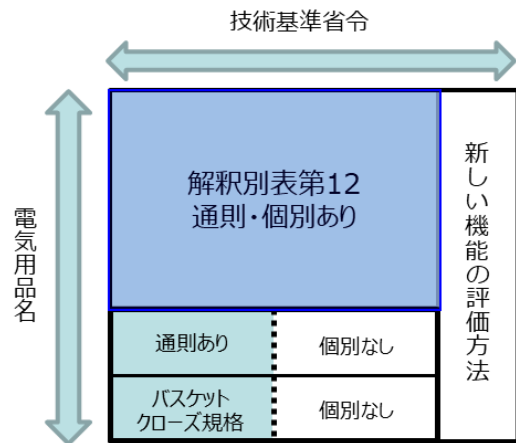 技術基準省令
電気用品名
解釈別表第12
通則・個別あり
新しい機能の評価方法
通則あり
個別なし
バスケット
クローズ規格
個別なし